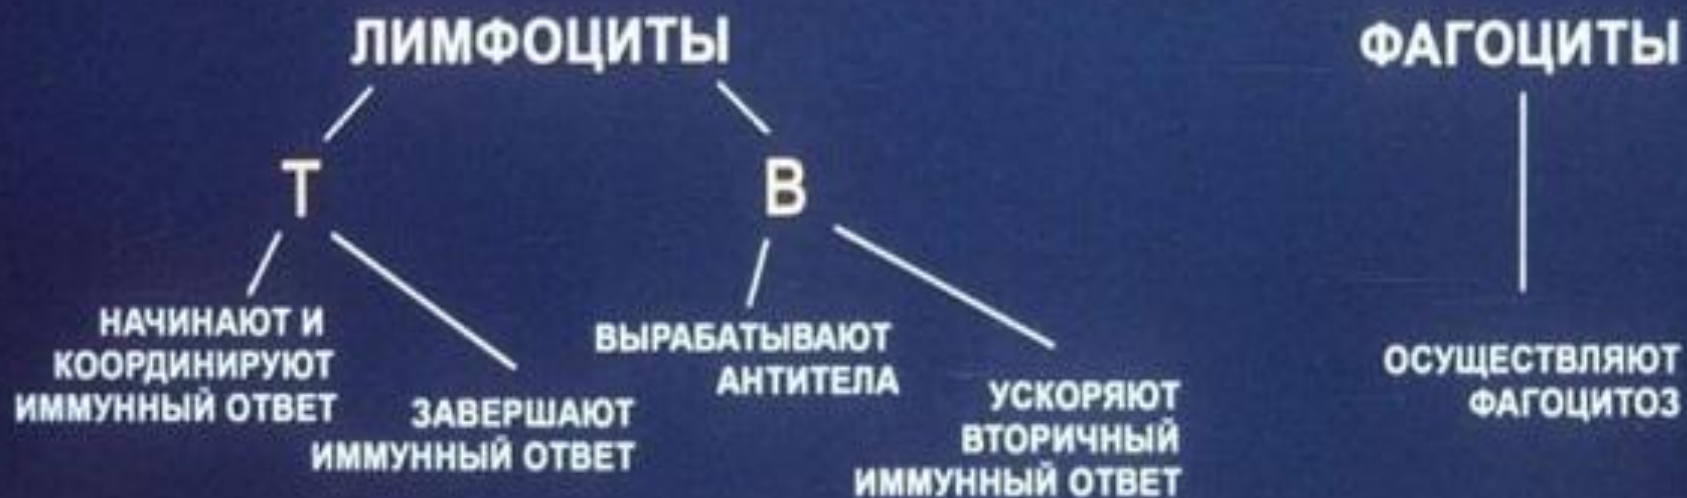 ЛИМФОЦИТЫ
ФАГОЦИТЫ
Т
В
НАЧИНАЮТ И
КООРДИНИРУЮТ
ИММУННЫЙ ОТВЕТ
ЗАВЕРШАЮТ
ИММУННЫЙ ОТВЕТ
ВЫРАБАТЫВАЮТ
АНТИТЕЛА
УСКОРЯЮТ
ВТОРИЧНЫЙ
ИММУННЫЙ ОТВЕТ
ОСУЩЕСТВЛЯЮТ
ФАГОЦИТОЗ